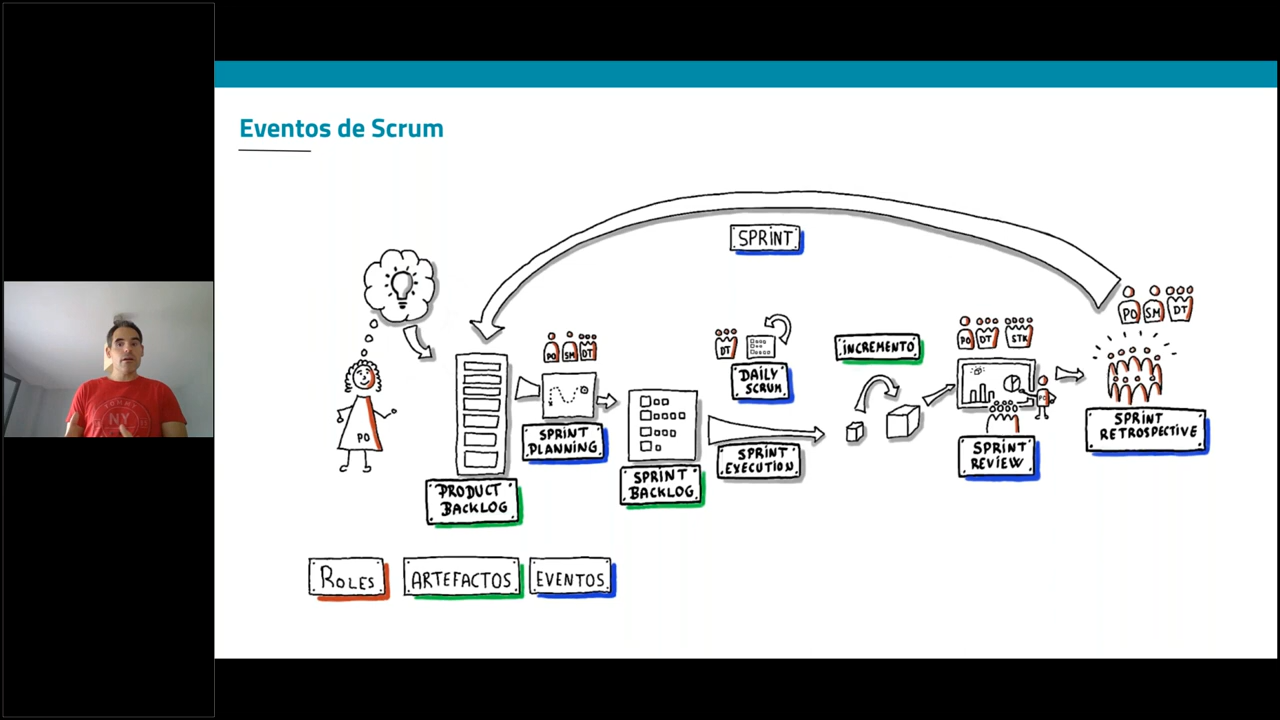 Eventos de Scrum
SPRINT
PO SM DT
PO
PRODUCT
BACKLOG
PO SM DT
SPRINT
PLANNING
SPRINT
BACKLOG
DT
DAILY
SCRUM
SPRINT
EXECUTION
INCREMENTO
PO DT STK
PO
SPRINT
REVIEW
SPRINT
RETROSPECTIVE
ROLES
ARTEFACTOS
EVENTOS
NY